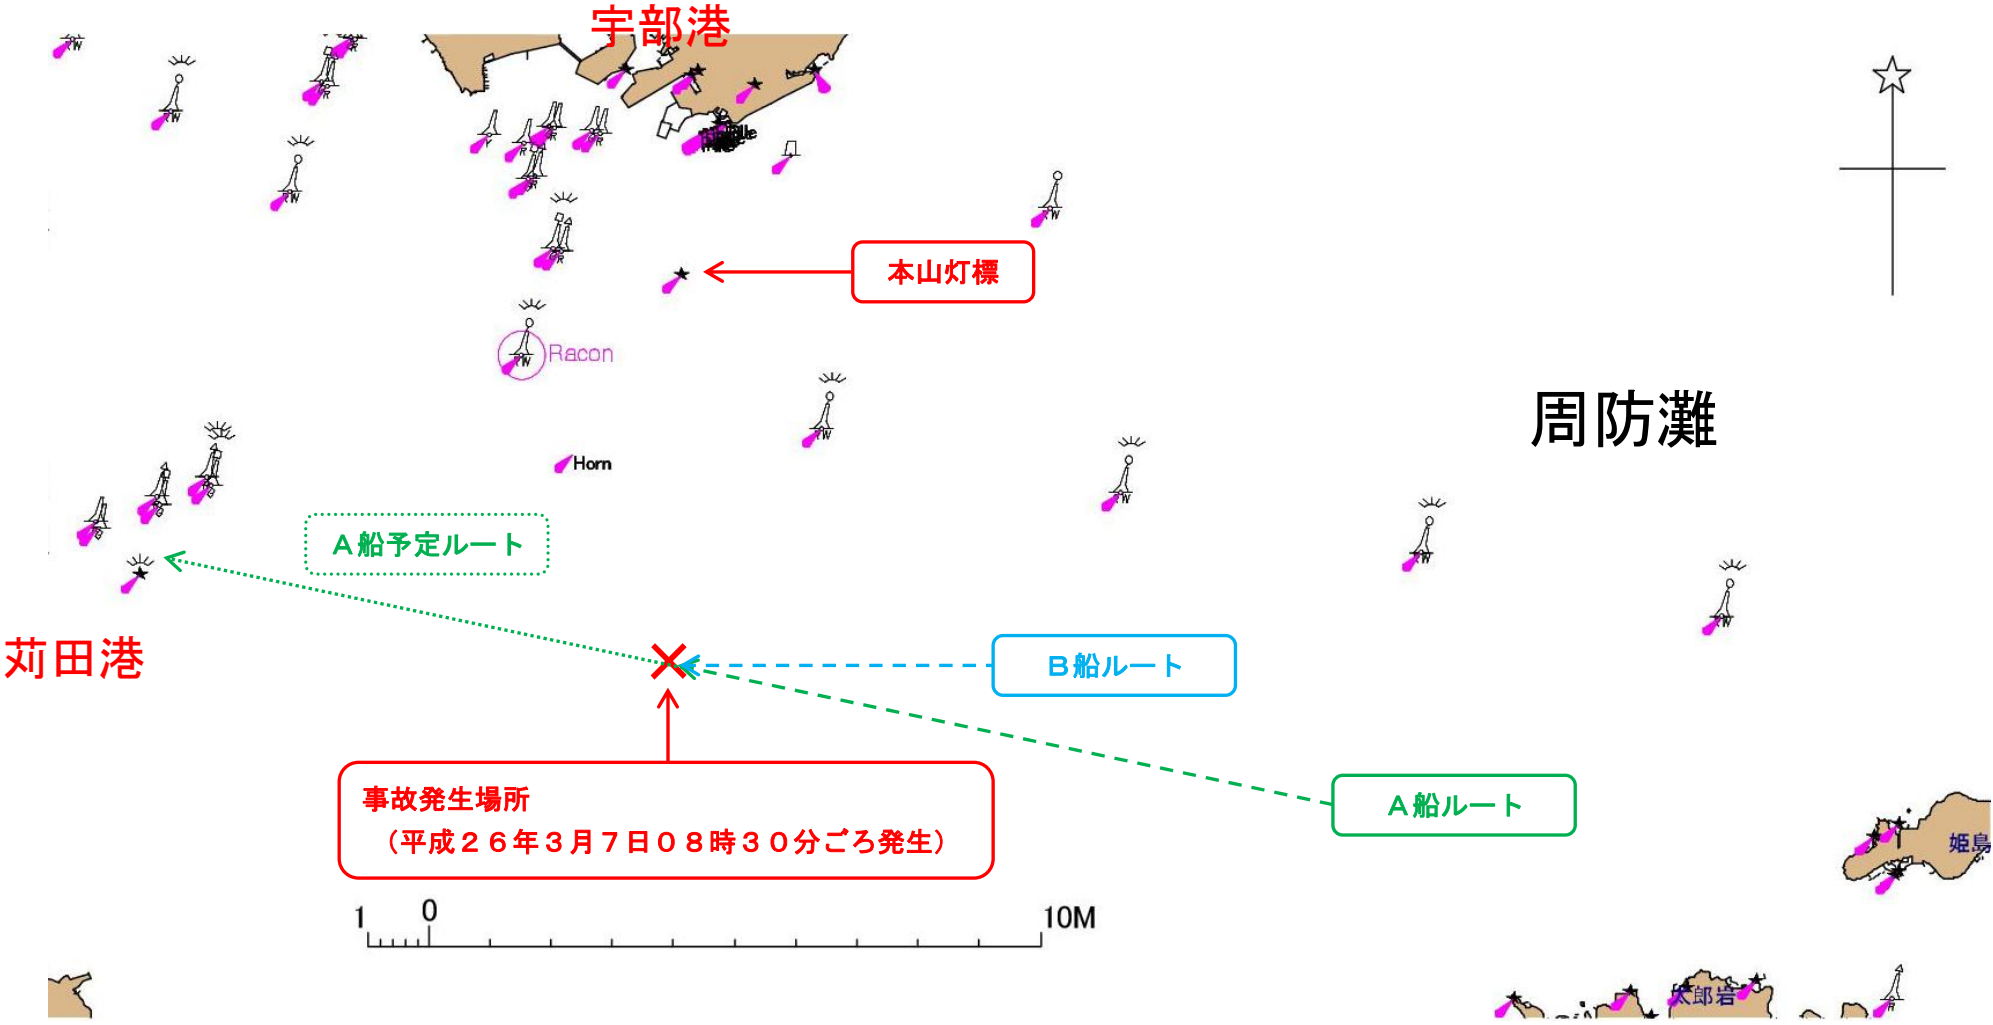 宇部港
本山灯標
Racon
周防灘
Horn
A船予定ルート
苅田港
B船ルート
事故発生場所
（平成２６年３月７日０８時３０分ごろ発生）
A船ルート
姫島
1 0 10M
太郎岩